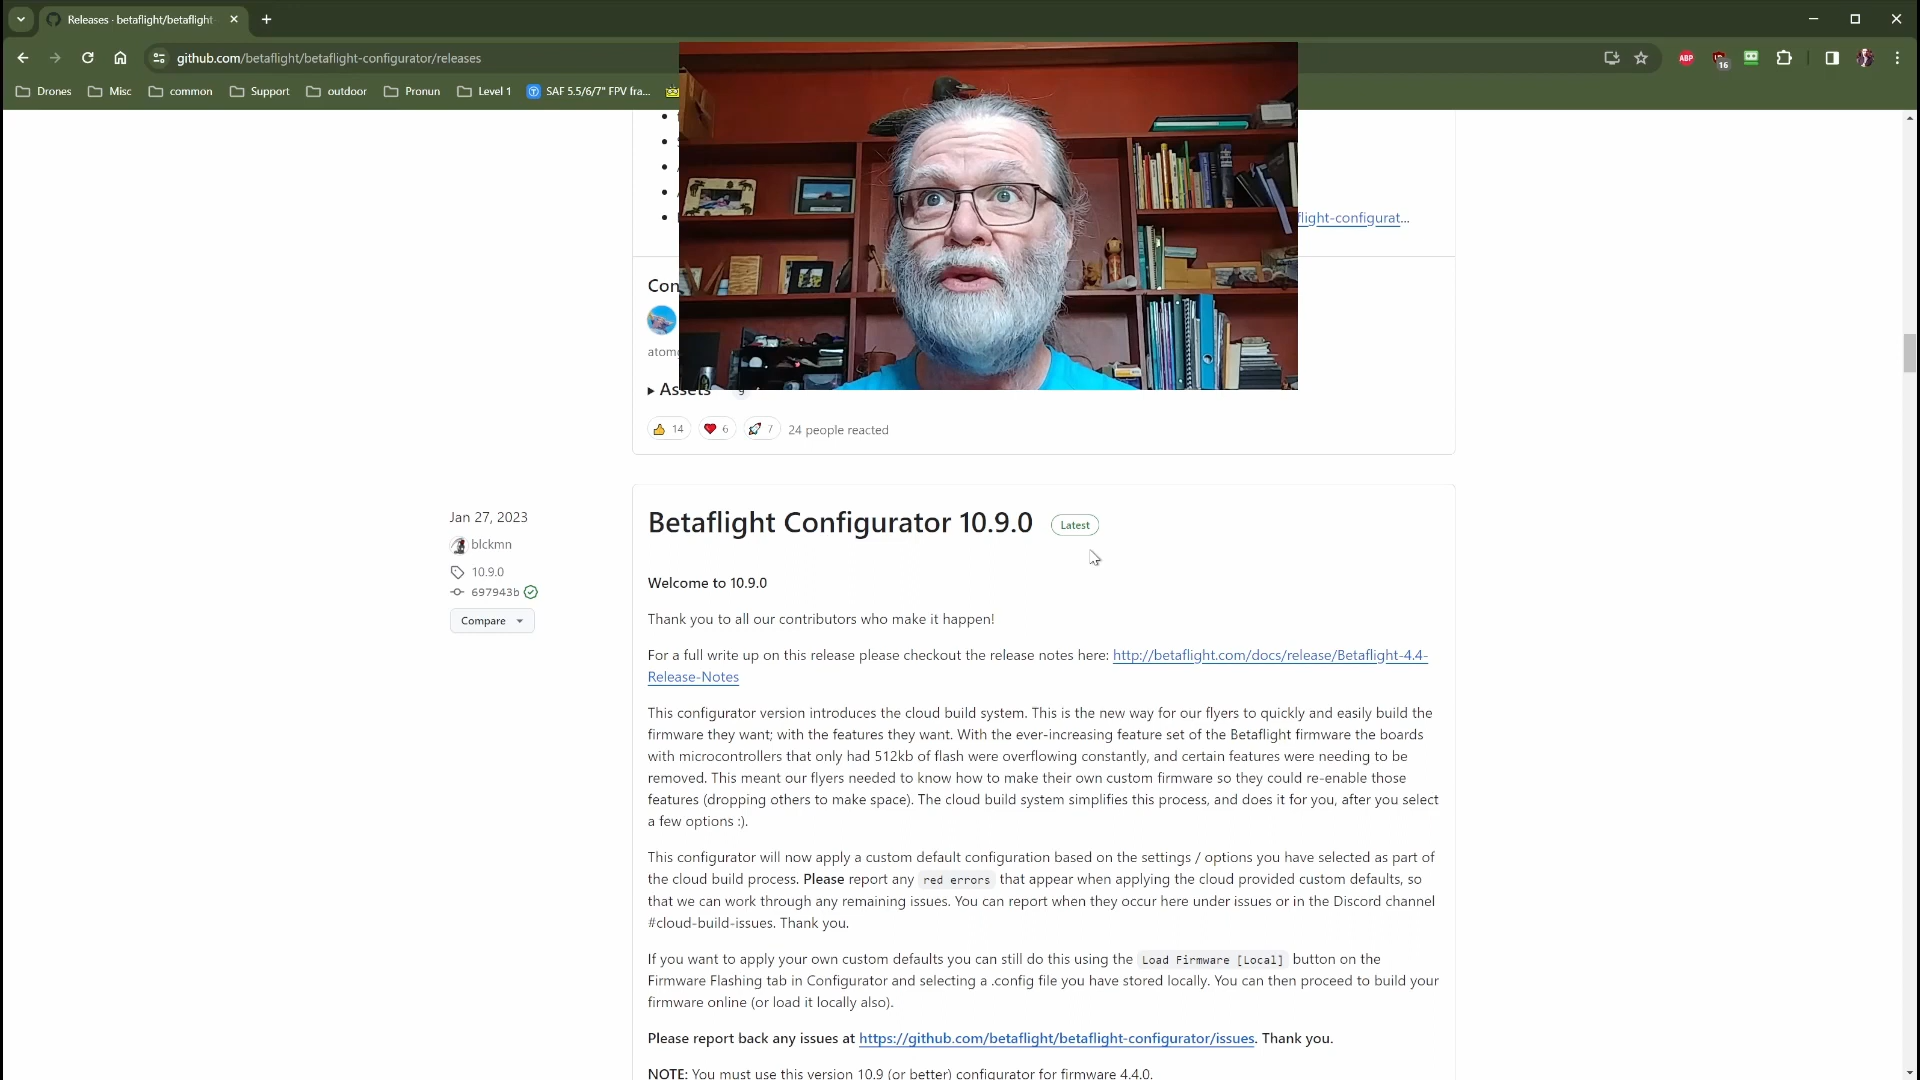 Releases · betaflight/betaflight-
github.com/betaflight/betaflight-configurator/releases
ABP
16
Drones
Misc
common
Support
outdoor
Pronun
Level 1
SAF 5.5/6/7" FPV fra...
flight-configurat...
Con
atom
Assets 9
14
6
7
24 people reacted
Jan 27, 2023
blckmn
10.9.0
697943b
Compare
Betaflight Configurator 10.9.0 Latest
Welcome to 10.9.0
Thank you to all our contributors who make it happen!
For a full write up on this release please checkout the release notes here: http://betaflight.com/docs/release/Betaflight-4.4-
Release-Notes
This configurator version introduces the cloud build system. This is the new way for our flyers to quickly and easily build the
firmware they want; with the features they want. With the ever-increasing feature set of the Betaflight firmware the boards
with microcontrollers that only had 512kb of flash were overflowing constantly, and certain features were needing to be
removed. This meant our flyers needed to know how to make their own custom firmware so they could re-enable those
features (dropping others to make space). The cloud build system simplifies this process, and does it for you, after you select
a few options :).
This configurator will now apply a custom default configuration based on the settings / options you have selected as part of
the cloud build process. Please report any red errors that appear when applying the cloud provided custom defaults, so
that we can work through any remaining issues. You can report when they occur here under issues or in the Discord channel
#cloud-build-issues. Thank you.
If you want to apply your own custom defaults you can still do this using the Load Firmware [Local] button on the
Firmware Flashing tab in Configurator and selecting a .config file you have stored locally. You can then proceed to build your
firmware online (or load it locally also).
Please report back any issues at https://github.com/betaflight/betaflight-configurator/issues. Thank you.
NOTE: You must use this version 10.9 (or better) configurator for firmware 4.4.0.